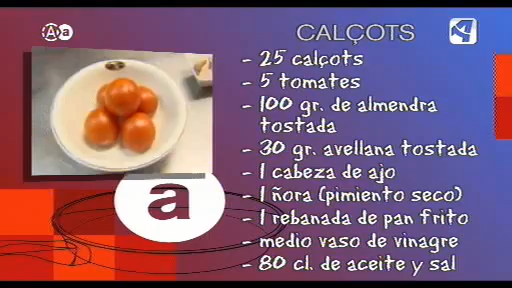 Aa
CALÇOTS
- 25 calçots
- 5 tomates
- 100 gr. de almendra
tostada
- 30 gr. avellana tostada
- 1 cabeza de ajo
- 1 ñora (pimiento seco)
- 1 rebanada de pan frito
- medio vaso de vinagre
- 80 cl. de aceite y sal
a